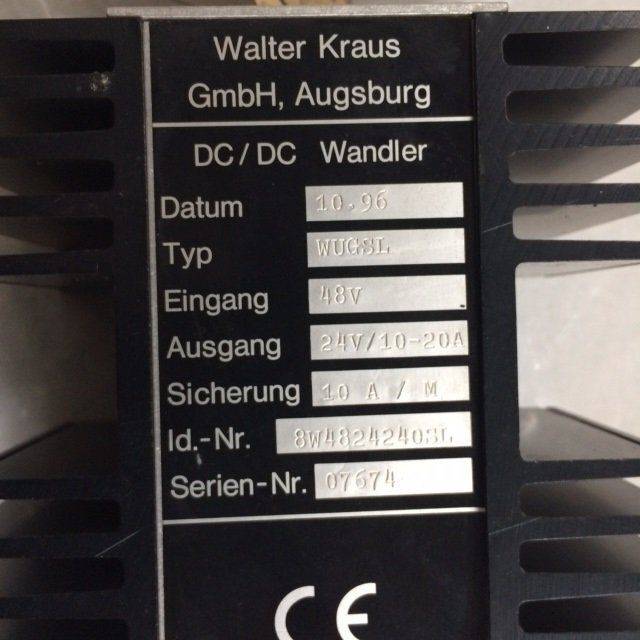 Walter Kraus
GmbH, Augsburg
DC / DC Wandler
Datum 10.96
Typ WUGSL
Eingang 48V
Ausgang 24V/10-20A
Sicherung 10 A / M
Id.-Nr. 8W4824240SL
Serien-Nr. 07674
CE